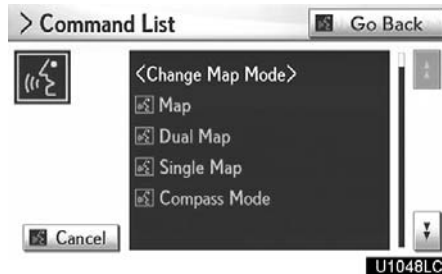 > Command List
Go Back
<Change Map Mode>
Map
Dual Map
Single Map
Compass Mode
Cancel
U1048LC